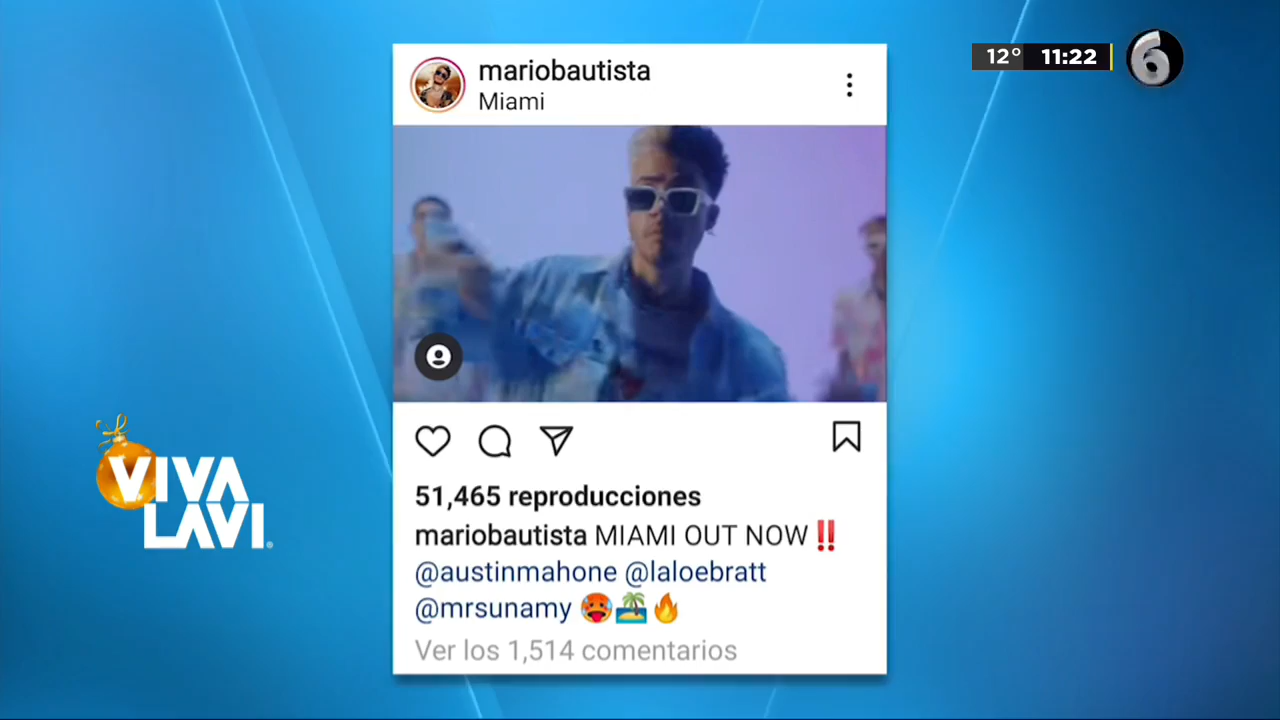 12° 11:22 6
mariobautista
Miami
51,465 reproducciones
mariobautista MIAMI OUT NOW ‼️
@austinmahone @laloebratt
@mrsunamy 🥵🏝️🔥
Ver los 1,514 comentarios
VIVA
LAVI®